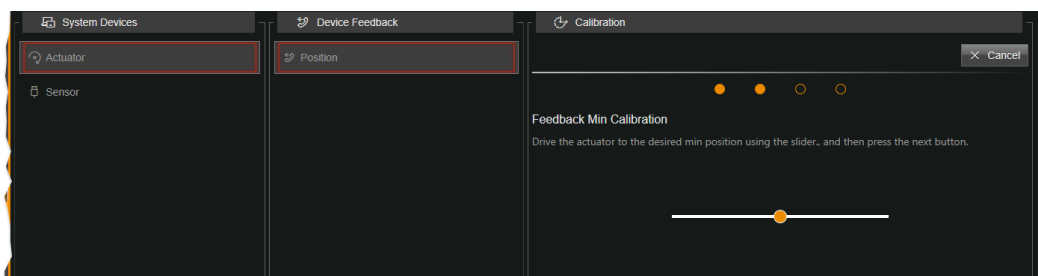 System Devices
Device Feedback
Calibration
Actuator
Position
Cancel
Sensor
Feedback Min Calibration
Drive the actuator to the desired min position using the slider., and then press the next button.